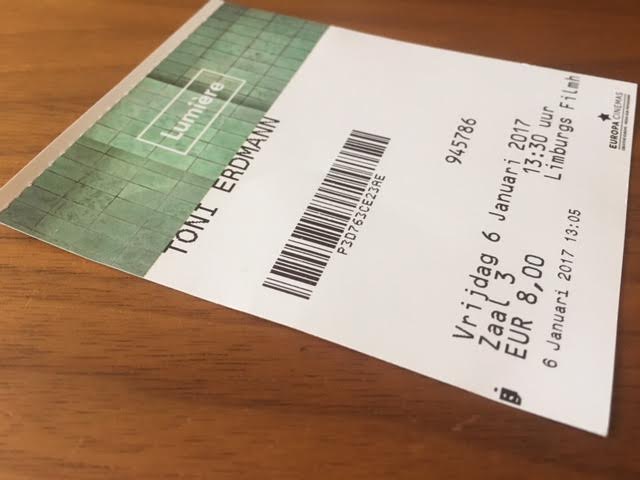 Lumière
TONI ERDMANN
P3D763CE23AE
945786
Vrijdag 6 Januari 2017
Zaal 3 13:30 uur
EUR 8,00 Limburgs Filmh
6 Januari 2017 13:05
EUROPA CINEMAS